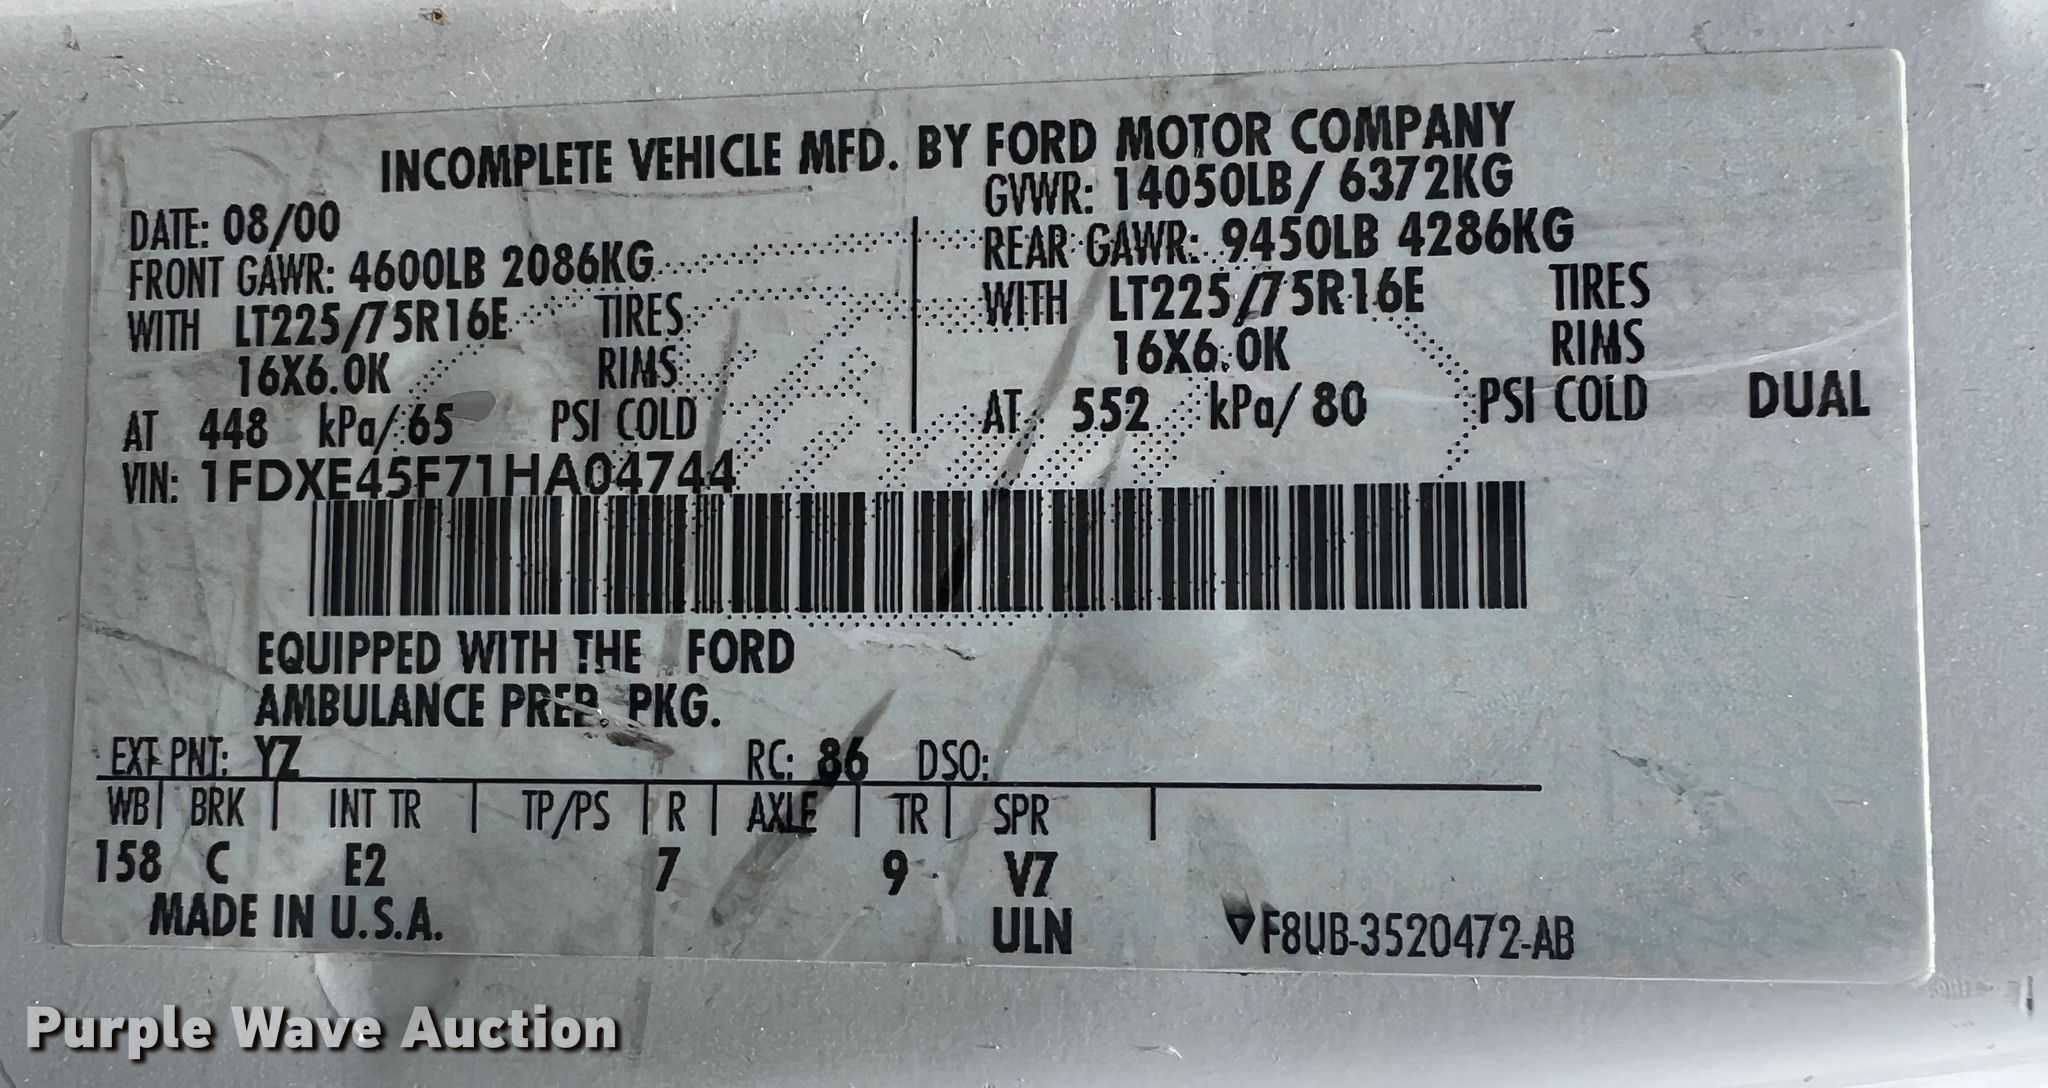 INCOMPLETE VEHICLE MFD. BY FORD MOTOR COMPANY
GVWR: 14050LB/ 6372KG
DATE: 08/00
FRONT GAWR: 4600LB 2086KG
WITH LT225/75R16E TIRES
16X6.0K RIMS
AT 448 kPa/ 65 PSI COLD
REAR GAWR: 9450LB 4286KG
WITH LT225/75R16E TIRES
16X6.0K RIMS
AT 552 kPa/ 80 PSI COLD DUAL
VIN: 1FDXE45F71HA04744
EQUIPPED WITH THE FORD
AMBULANCE PREP. PKG.
EXT PNT: YZ RC: 86 DSO:
WB BRK INT TR TP/PS R AXLE TR SPR
158 C E2 7 9 V7
MADE IN U.S.A. ULN F8UB-3520472-AB
Purple Wave Auction